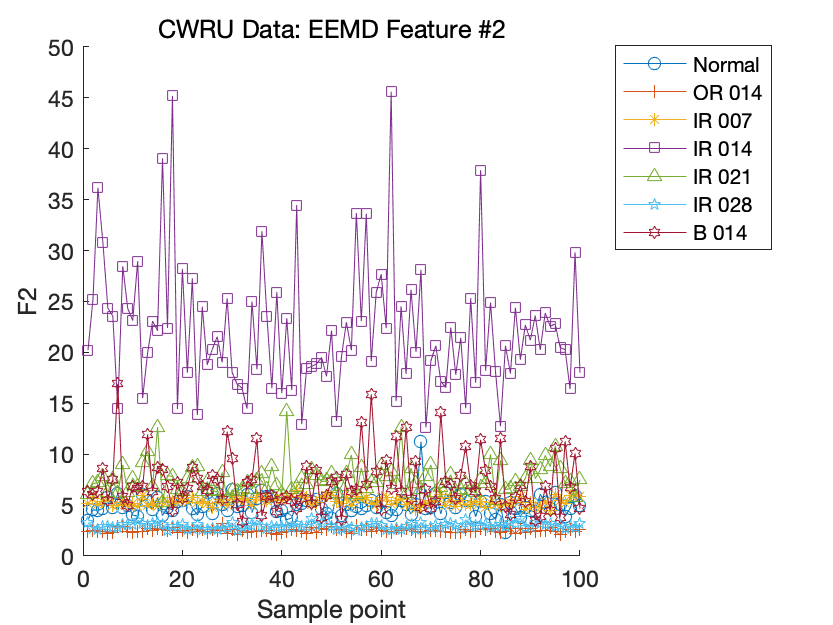 CWRU Data: EEMD Feature #2
50
45
40
35
30
25
20
15
10
5
0
F2
0 20 40 60 80 100
Sample point
Normal
OR 014
IR 007
IR 014
IR 021
IR 028
B 014